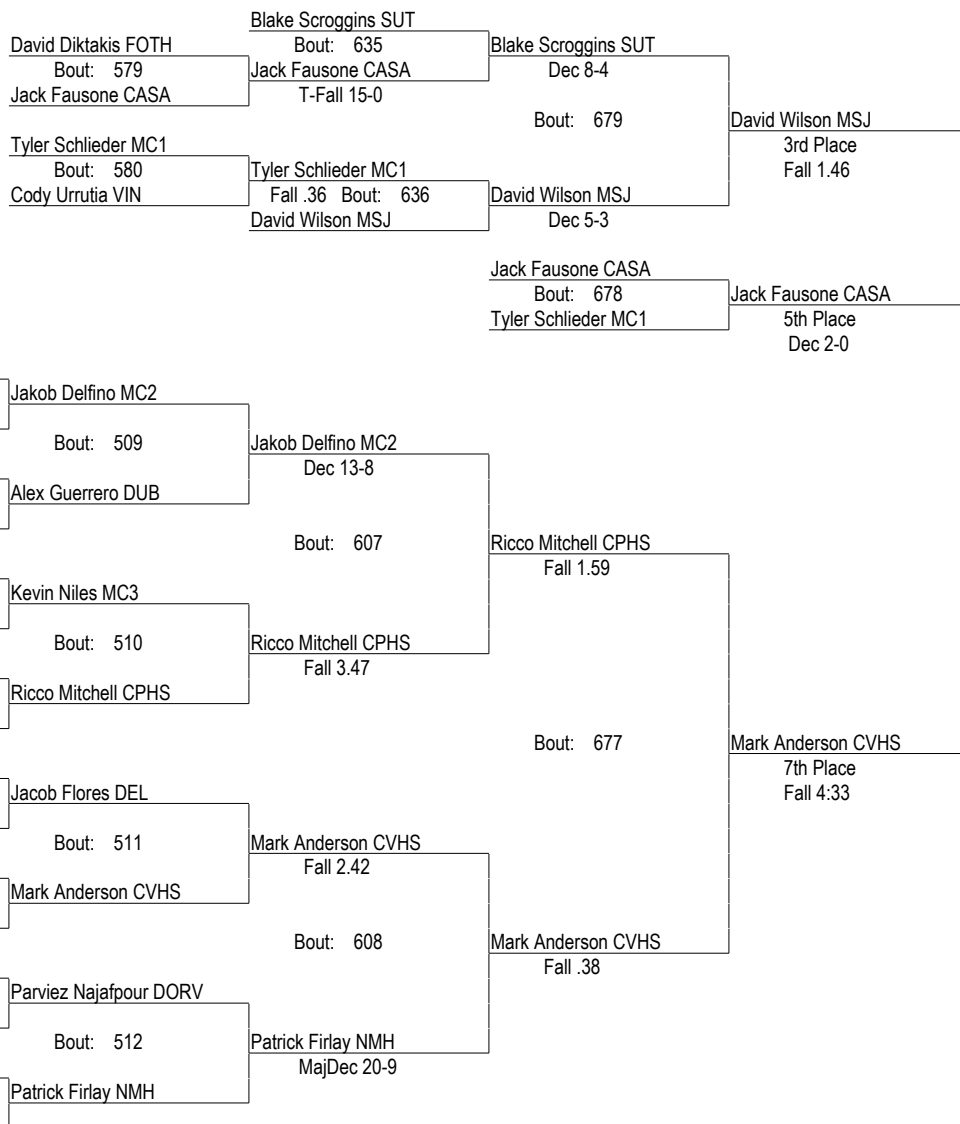 Blake Scroggins SUT
David Diktakis FOTH Bout: 635 Blake Scroggins SUT
Bout: 579 Jack Fausone CASA Dec 8-4
Jack Fausone CASA T-Fall 15-0
Bout: 679 David Wilson MSJ
Tyler Schlieder MC1 3rd Place
Bout: 580 Tyler Schlieder MC1 Fall 1.46
Cody Urrutia VIN Fall .36 Bout: 636 David Wilson MSJ
David Wilson MSJ Dec 5-3
Jack Fausone CASA
Bout: 678 Jack Fausone CASA
Tyler Schlieder MC1 5th Place
Dec 2-0
Jakob Delfino MC2
Bout: 509 Jakob Delfino MC2
Dec 13-8
Alex Guerrero DUB
Bout: 607 Ricco Mitchell CPHS
Fall 1.59
Kevin Niles MC3
Bout: 510 Ricco Mitchell CPHS
Fall 3.47
Ricco Mitchell CPHS
Bout: 677 Mark Anderson CVHS
7th Place
Jacob Flores DEL Fall 4:33
Bout: 511 Mark Anderson CVHS
Fall 2.42
Mark Anderson CVHS
Bout: 608 Mark Anderson CVHS
Fall .38
Parviez Najafpour DORV
Bout: 512 Patrick Firlay NMH
MajDec 20-9
Patrick Firlay NMH